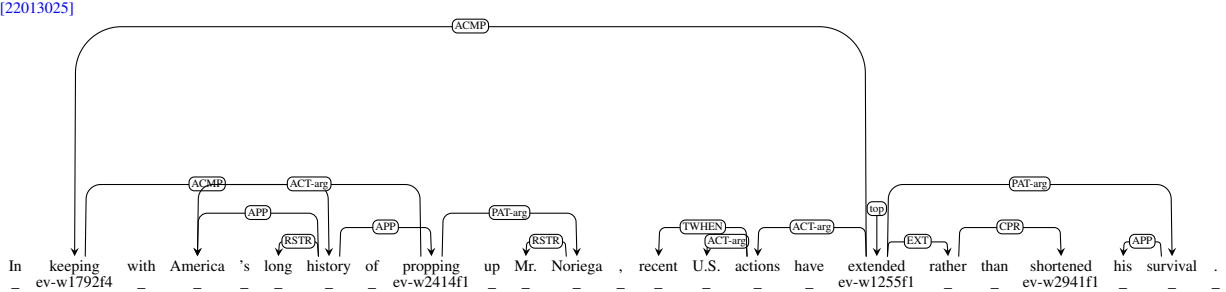 [22013025]
ACMP
ACMP ACT-arg PAT-arg
top
APP PAT-arg
APP TWHEN ACT-arg CPR
RSTR RSTR ACT-arg EXT APP
In keeping with America 's long history of propping up Mr. Noriega , recent U.S. actions have extended rather than shortened his survival .
_ ev-w1792f4 _ _ _ _ _ _ ev-w2414f1 _ _ _ _ _ _ _ _ ev-w1255f1 _ _ ev-w2941f1 _ _ _